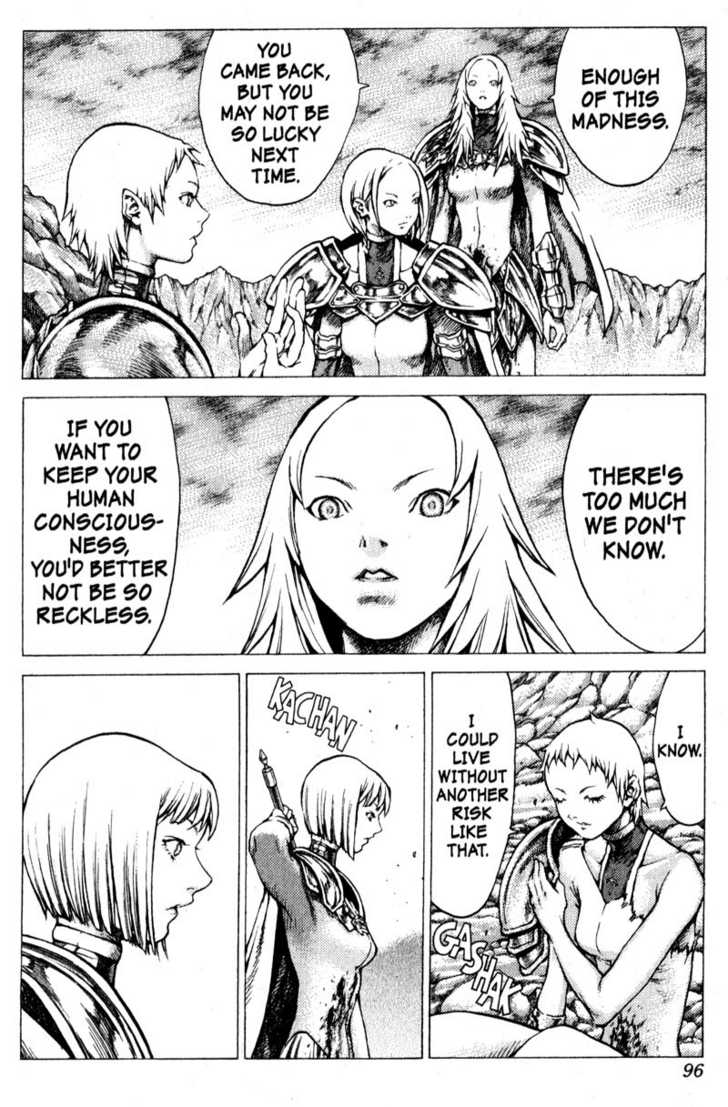 ENOUGH
OF THIS
MADNESS.
YOU
CAME BACK,
BUT YOU
MAY NOT BE
SO LUCKY
NEXT
TIME.
THERE'S
TOO MUCH
WE DON'T
KNOW.
IF YOU
WANT TO
KEEP YOUR
HUMAN
CONSCIOUS-
NESS,
YOU'D BETTER
NOT BE SO
RECKLESS.
I
KNOW.
I
COULD
LIVE
WITHOUT
ANOTHER
RISK
LIKE
THAT.
GASHAK
KACHAN
96